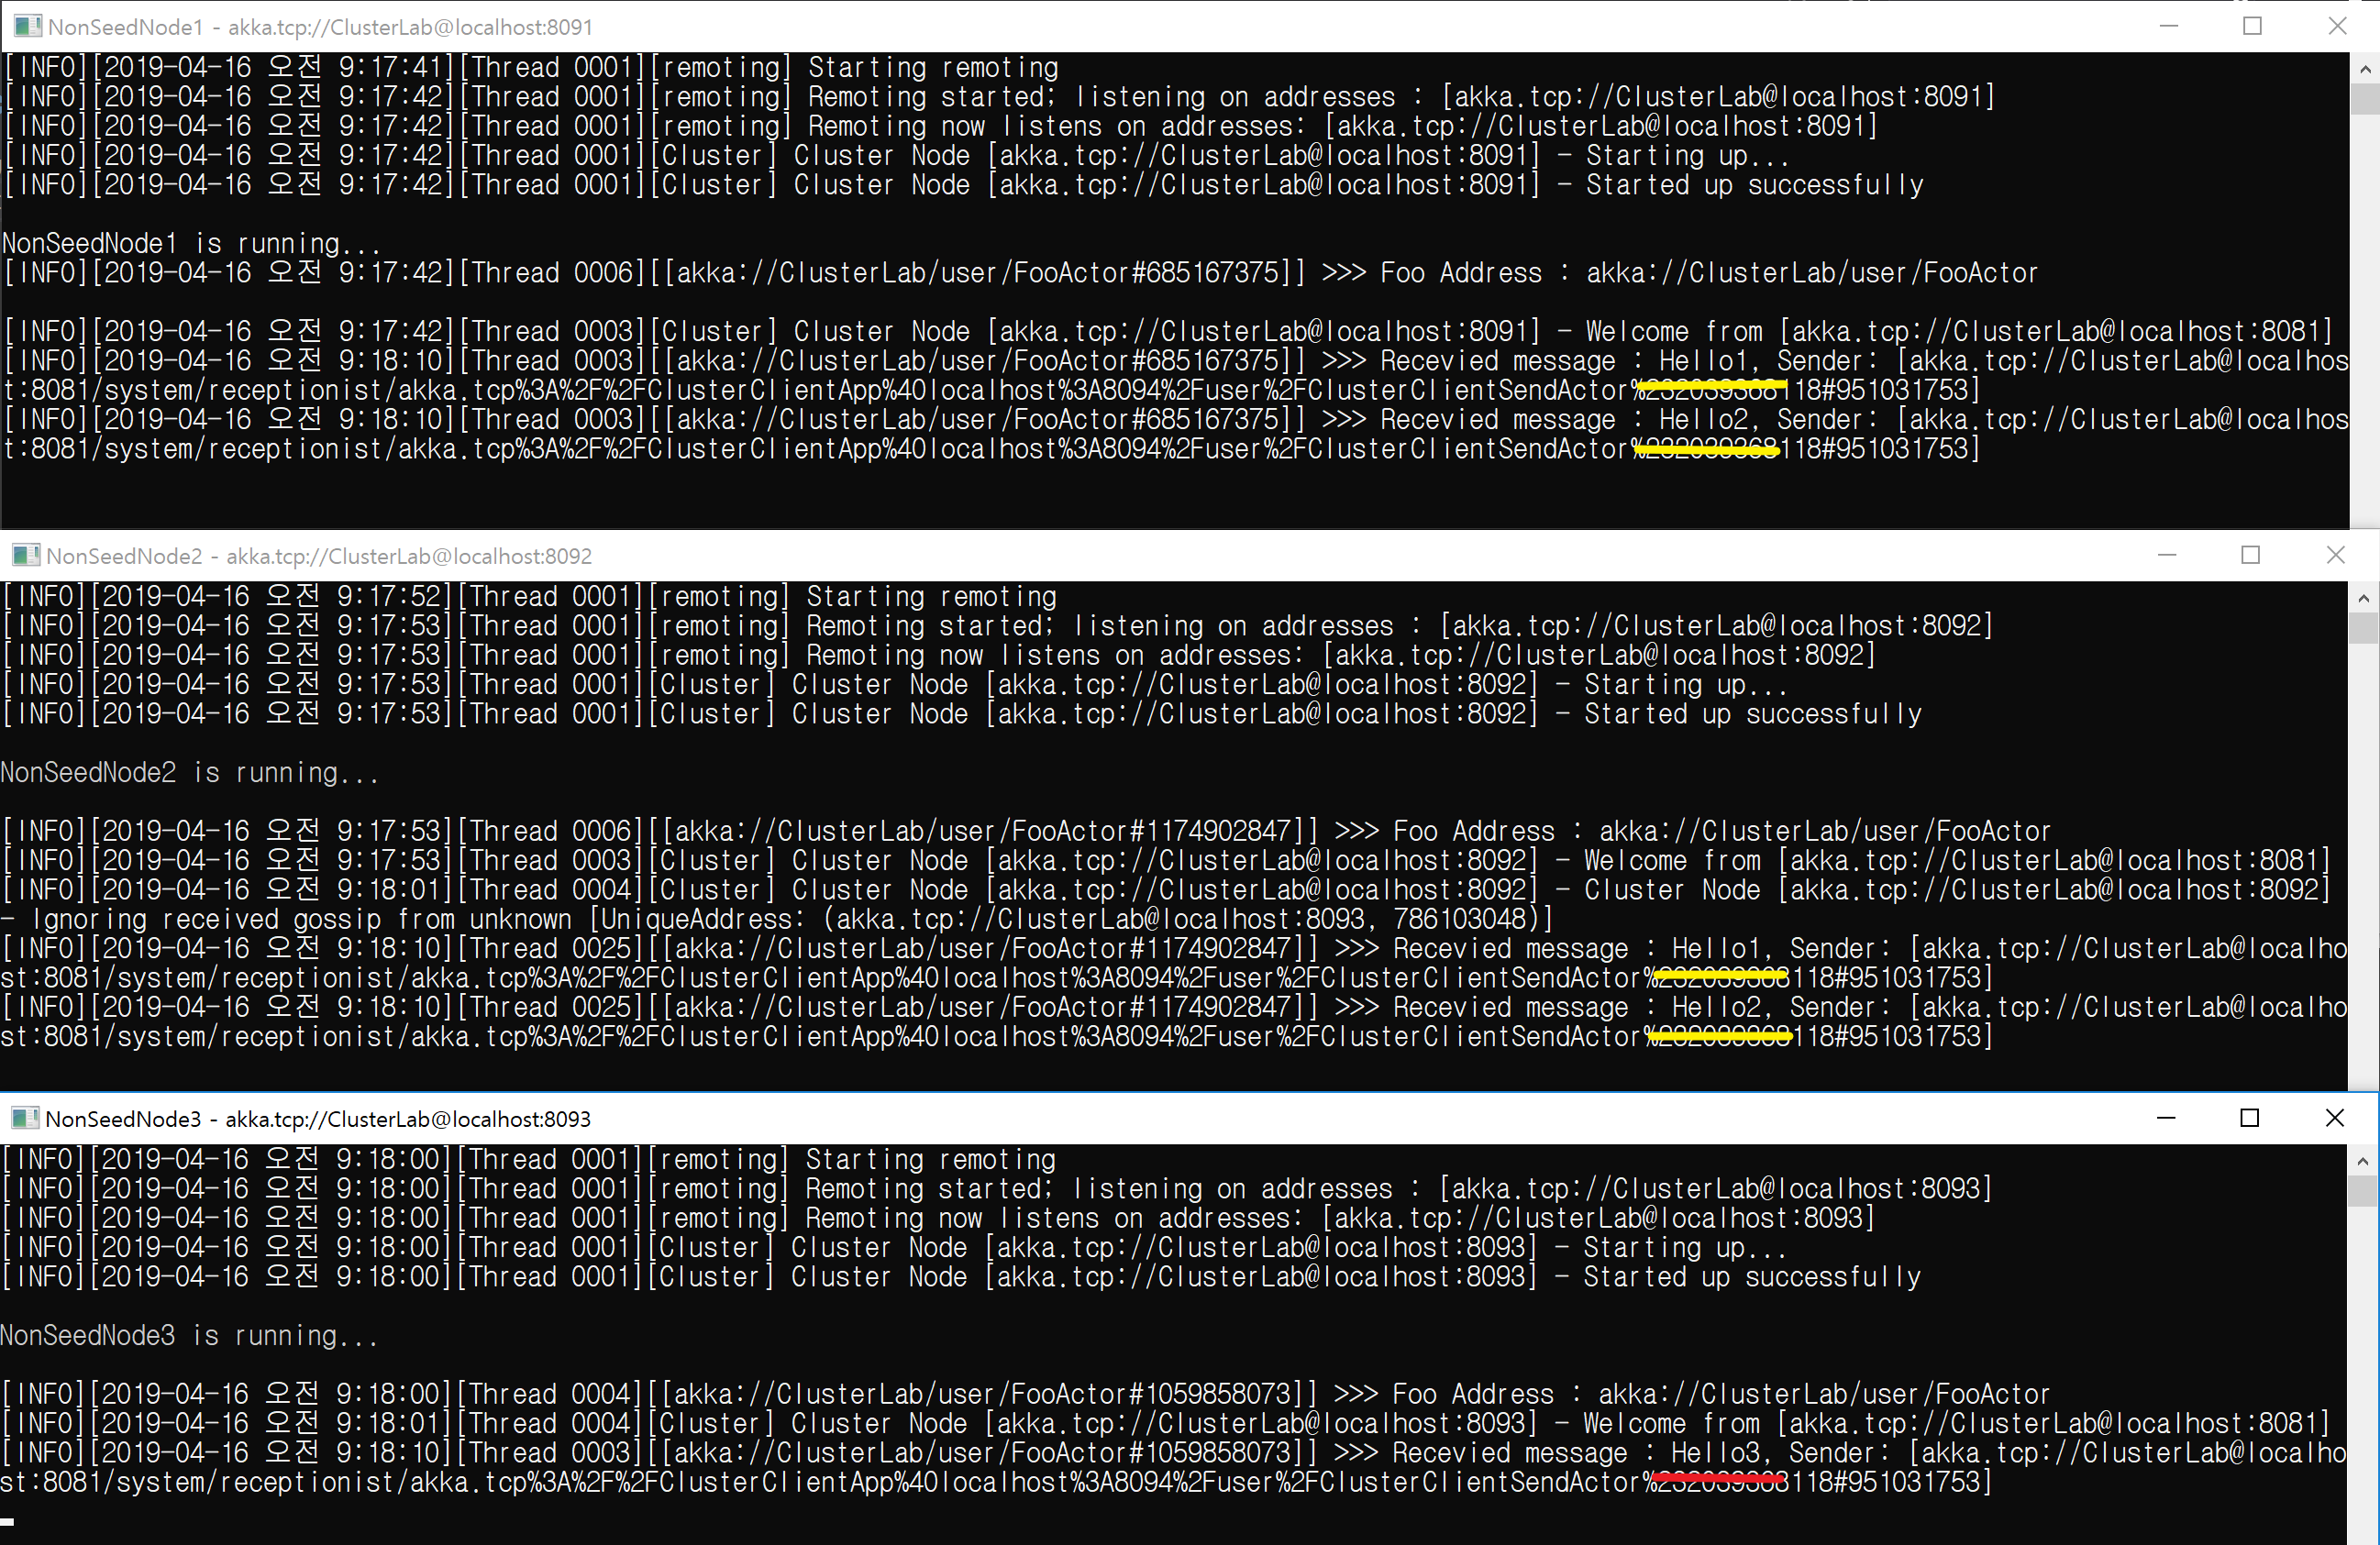 NonSeedNode1 - akka.tcp://ClusterLab@localhost:8091
[INFO][2019-04-16 오전 9:17:41][Thread 0001][remoting] Starting remoting
[INFO][2019-04-16 오전 9:17:42][Thread 0001][remoting] Remoting started; listening on addresses : [akka.tcp://ClusterLab@localhost:8091]
[INFO][2019-04-16 오전 9:17:42][Thread 0001][remoting] Remoting now listens on addresses: [akka.tcp://ClusterLab@localhost:8091]
[INFO][2019-04-16 오전 9:17:42][Thread 0001][Cluster] Cluster Node [akka.tcp://ClusterLab@localhost:8091] - Starting up...
[INFO][2019-04-16 오전 9:17:42][Thread 0001][Cluster] Cluster Node [akka.tcp://ClusterLab@localhost:8091] - Started up successfully
NonSeedNode1 is running...
[INFO][2019-04-16 오전 9:17:42][Thread 0006][[akka://ClusterLab/user/FooActor#685167375]] >>> Foo Address : akka://ClusterLab/user/FooActor
[INFO][2019-04-16 오전 9:17:42][Thread 0003][Cluster] Cluster Node [akka.tcp://ClusterLab@localhost:8091] - Welcome from [akka.tcp://ClusterLab@localhost:8081]
[INFO][2019-04-16 오전 9:18:10][Thread 0003][[akka://ClusterLab/user/FooActor#685167375]] >>> Recevied message : Hello1, Sender: [akka.tcp://ClusterLab@localhos
t:8081/system/receptionist/akka.tcp%3A%2F%2FClusterClientApp%40localhost%3A8094%2Fuser%2FClusterClientSendActor%232039368118#951031753]
[INFO][2019-04-16 오전 9:18:10][Thread 0003][[akka://ClusterLab/user/FooActor#685167375]] >>> Recevied message : Hello2, Sender: [akka.tcp://ClusterLab@localhos
t:8081/system/receptionist/akka.tcp%3A%2F%2FClusterClientApp%40localhost%3A8094%2Fuser%2FClusterClientSendActor%232039368118#951031753]
NonSeedNode2 - akka.tcp://ClusterLab@localhost:8092
[INFO][2019-04-16 오전 9:17:52][Thread 0001][remoting] Starting remoting
[INFO][2019-04-16 오전 9:17:53][Thread 0001][remoting] Remoting started; listening on addresses : [akka.tcp://ClusterLab@localhost:8092]
[INFO][2019-04-16 오전 9:17:53][Thread 0001][remoting] Remoting now listens on addresses: [akka.tcp://ClusterLab@localhost:8092]
[INFO][2019-04-16 오전 9:17:53][Thread 0001][Cluster] Cluster Node [akka.tcp://ClusterLab@localhost:8092] - Starting up...
[INFO][2019-04-16 오전 9:17:53][Thread 0001][Cluster] Cluster Node [akka.tcp://ClusterLab@localhost:8092] - Started up successfully
NonSeedNode2 is running...
[INFO][2019-04-16 오전 9:17:53][Thread 0006][[akka://ClusterLab/user/FooActor#1174902847]] >>> Foo Address : akka://ClusterLab/user/FooActor
[INFO][2019-04-16 오전 9:17:53][Thread 0003][Cluster] Cluster Node [akka.tcp://ClusterLab@localhost:8092] - Welcome from [akka.tcp://ClusterLab@localhost:8081]
[INFO][2019-04-16 오전 9:18:01][Thread 0004][Cluster] Cluster Node [akka.tcp://ClusterLab@localhost:8092] - Cluster Node [akka.tcp://ClusterLab@localhost:8092]
- Ignoring received gossip from unknown [UniqueAddress: (akka.tcp://ClusterLab@localhost:8093, 786103048)]
[INFO][2019-04-16 오전 9:18:10][Thread 0025][[akka://ClusterLab/user/FooActor#1174902847]] >>> Recevied message : Hello1, Sender: [akka.tcp://ClusterLab@localho
st:8081/system/receptionist/akka.tcp%3A%2F%2FClusterClientApp%40localhost%3A8094%2Fuser%2FClusterClientSendActor%232039368118#951031753]
[INFO][2019-04-16 오전 9:18:10][Thread 0025][[akka://ClusterLab/user/FooActor#1174902847]] >>> Recevied message : Hello2, Sender: [akka.tcp://ClusterLab@localho
st:8081/system/receptionist/akka.tcp%3A%2F%2FClusterClientApp%40localhost%3A8094%2Fuser%2FClusterClientSendActor%232039368118#951031753]
NonSeedNode3 - akka.tcp://ClusterLab@localhost:8093
[INFO][2019-04-16 오전 9:18:00][Thread 0001][remoting] Starting remoting
[INFO][2019-04-16 오전 9:18:00][Thread 0001][remoting] Remoting started; listening on addresses : [akka.tcp://ClusterLab@localhost:8093]
[INFO][2019-04-16 오전 9:18:00][Thread 0001][remoting] Remoting now listens on addresses: [akka.tcp://ClusterLab@localhost:8093]
[INFO][2019-04-16 오전 9:18:00][Thread 0001][Cluster] Cluster Node [akka.tcp://ClusterLab@localhost:8093] - Starting up...
[INFO][2019-04-16 오전 9:18:00][Thread 0001][Cluster] Cluster Node [akka.tcp://ClusterLab@localhost:8093] - Started up successfully
NonSeedNode3 is running...
[INFO][2019-04-16 오전 9:18:00][Thread 0004][[akka://ClusterLab/user/FooActor#1059858073]] >>> Foo Address : akka://ClusterLab/user/FooActor
[INFO][2019-04-16 오전 9:18:01][Thread 0004][Cluster] Cluster Node [akka.tcp://ClusterLab@localhost:8093] - Welcome from [akka.tcp://ClusterLab@localhost:8081]
[INFO][2019-04-16 오전 9:18:10][Thread 0003][[akka://ClusterLab/user/FooActor#1059858073]] >>> Recevied message : Hello3, Sender: [akka.tcp://ClusterLab@localho
st:8081/system/receptionist/akka.tcp%3A%2F%2FClusterClientApp%40localhost%3A8094%2Fuser%2FClusterClientSendActor%232039368118#951031753]